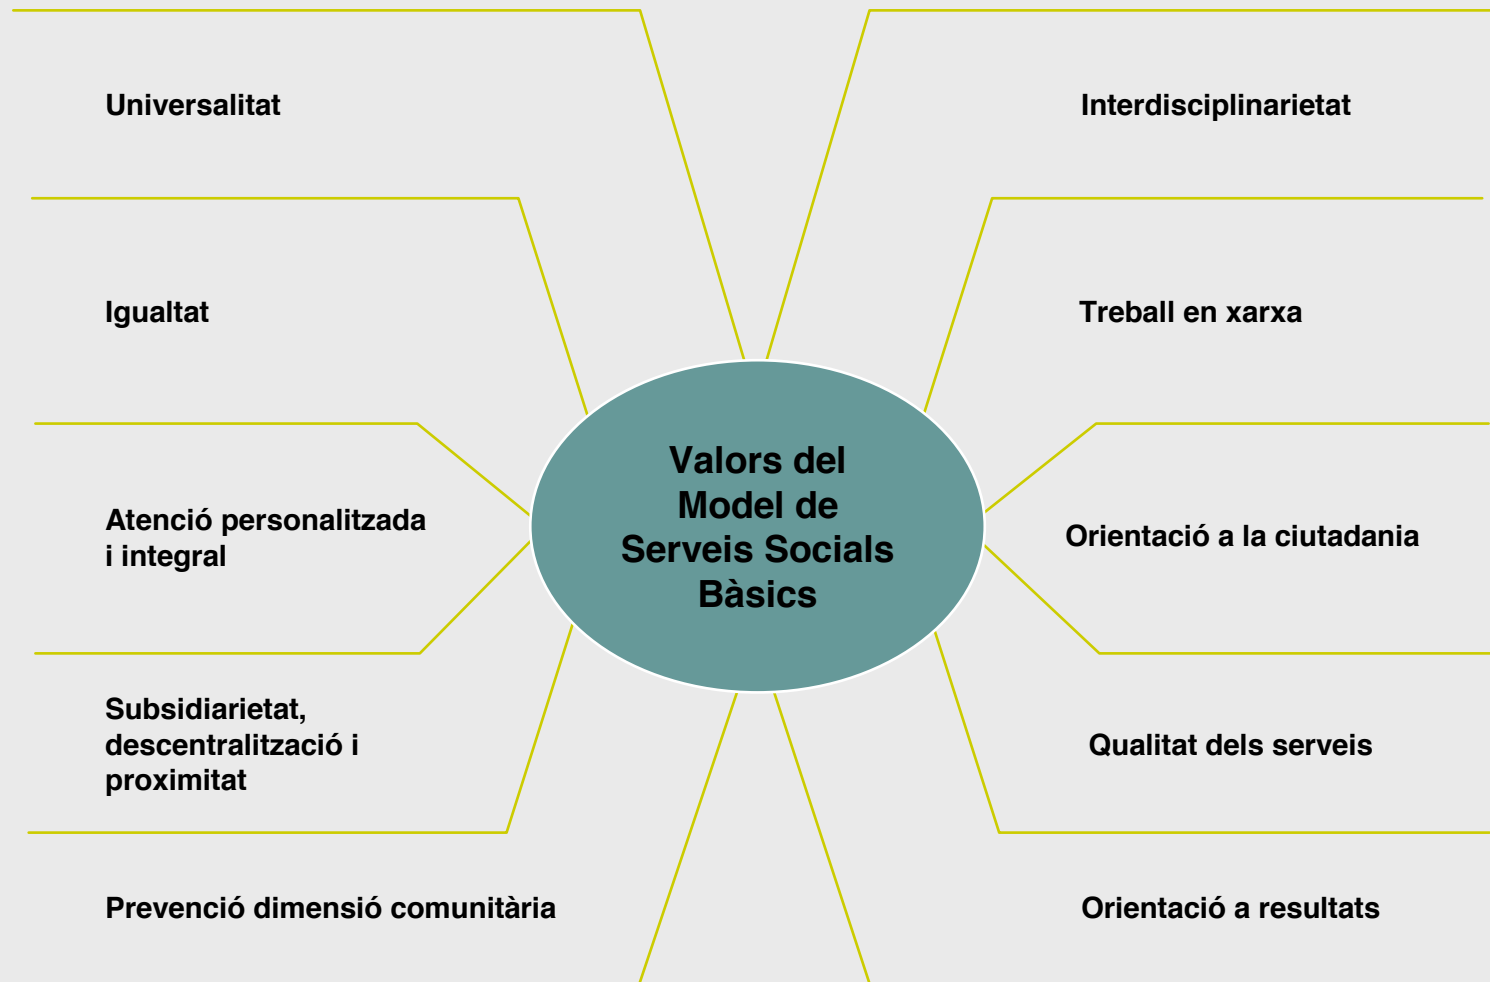 Universalitat
Igualtat
Atenció personalitzada
i integral
Subsidiarietat,
descentralització i
proximitat
Prevenció dimensió comunitària
Valors del
Model de
Serveis Socials
Bàsics
Interdisciplinarietat
Treball en xarxa
Orientació a la ciutadania
Qualitat dels serveis
Orientació a resultats